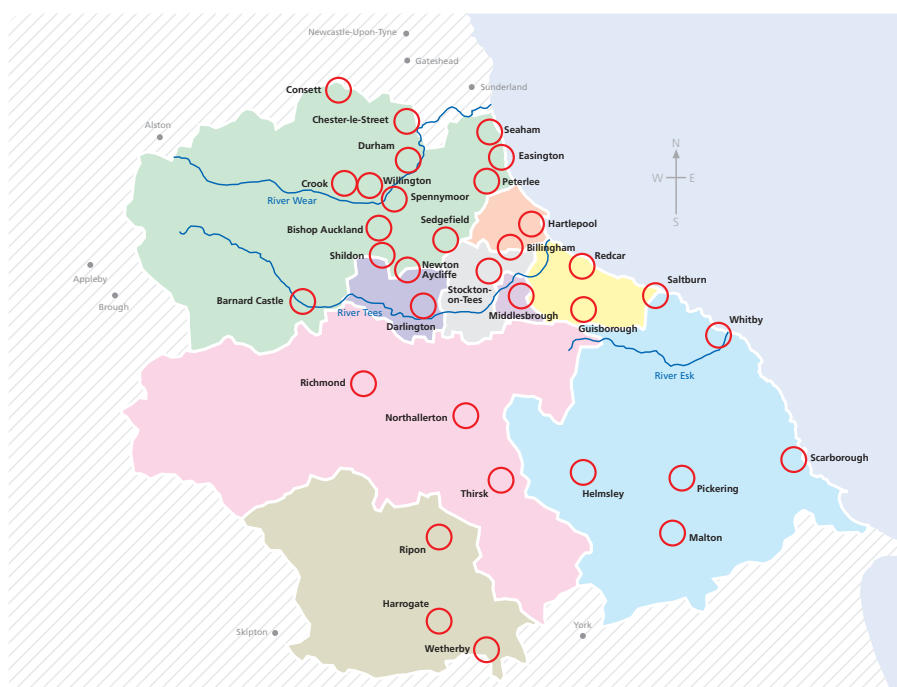 Newcastle-Upon-Tyne
Gateshead
Sunderland
Consett
Chester-le-Street
Alston
Seaham
Durham
Easington
N
W
E
S
Crook
Willington
Peterlee
Spennymoor
River Wear
Sedgefield
Hartlepool
Bishop Auckland
Billingham
Shildon
Redcar
Newton
Aycliffe
Appleby
Saltburn
Stockton-
on-Tees
Barnard Castle
Brough
River Tees
Middlesbrough
Whitby
Darlington
Guisborough
River Esk
Richmond
Northallerton
Scarborough
Thirsk
Helmsley
Pickering
Malton
Ripon
Harrogate
York
Skipton
Wetherby